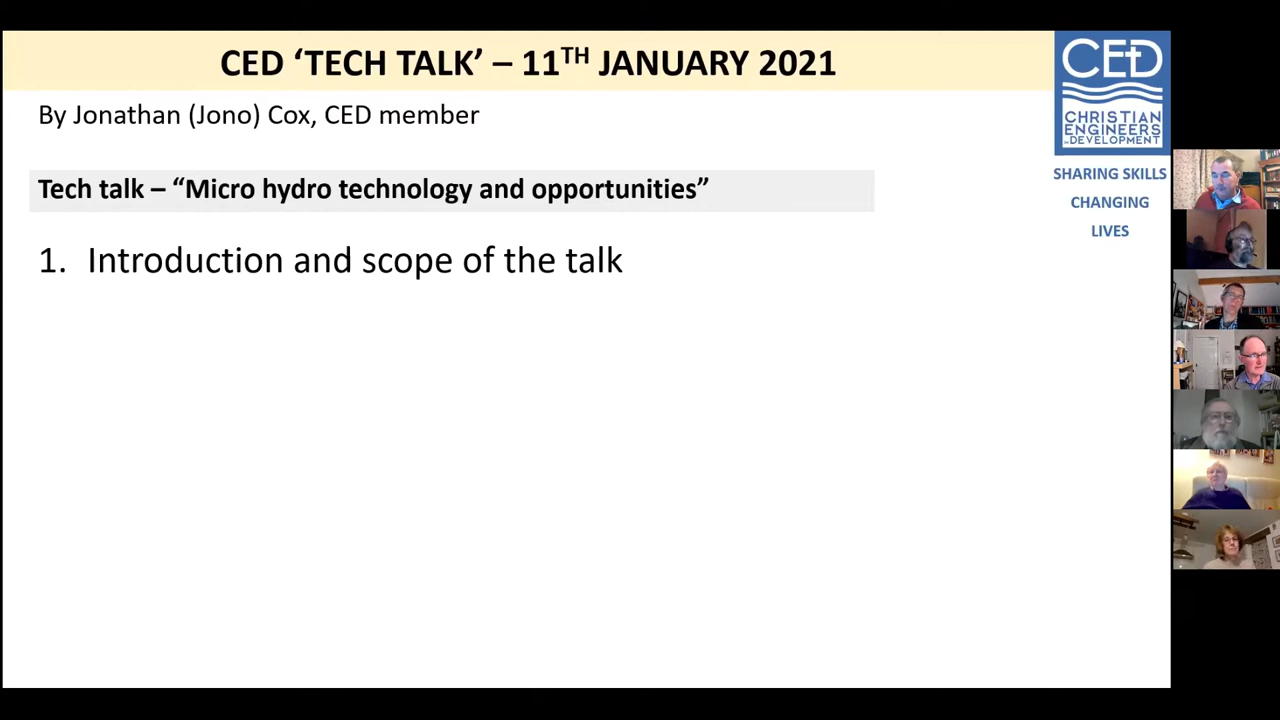 CED ‘TECH TALK’ – 11TH JANUARY 2021
By Jonathan (Jono) Cox, CED member
Tech talk – “Micro hydro technology and opportunities”
1. Introduction and scope of the talk
CED
CHRISTIAN
ENGINEERS
IN DEVELOPMENT
SHARING SKILLS
CHANGING
LIVES